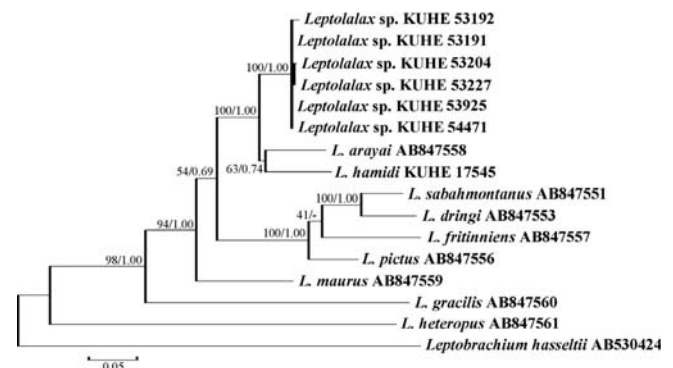 Leptolalax sp. KUHE 53192
Leptolalax sp. KUHE 53191
100/1.00
Leptolalax sp. KUHE 53204
Leptolalax sp. KUHE 53227
Leptolalax sp. KUHE 53925
100/1.00
Leptolalax sp. KUHE 54471
L. arayai AB847558
54/0.69
63/0.74
L. hamidi KUHE 17545
100/1.00
L. sabahmontanus AB847551
41/-
L. dringi AB847553
94/1.00
100/1.00
L. fritinniens AB847557
98/1.00
L. pictus AB847556
L. maurus AB847559
L. gracilis AB847560
L. heteropus AB847561
Leptobrachium hasseltii AB530424
0.05